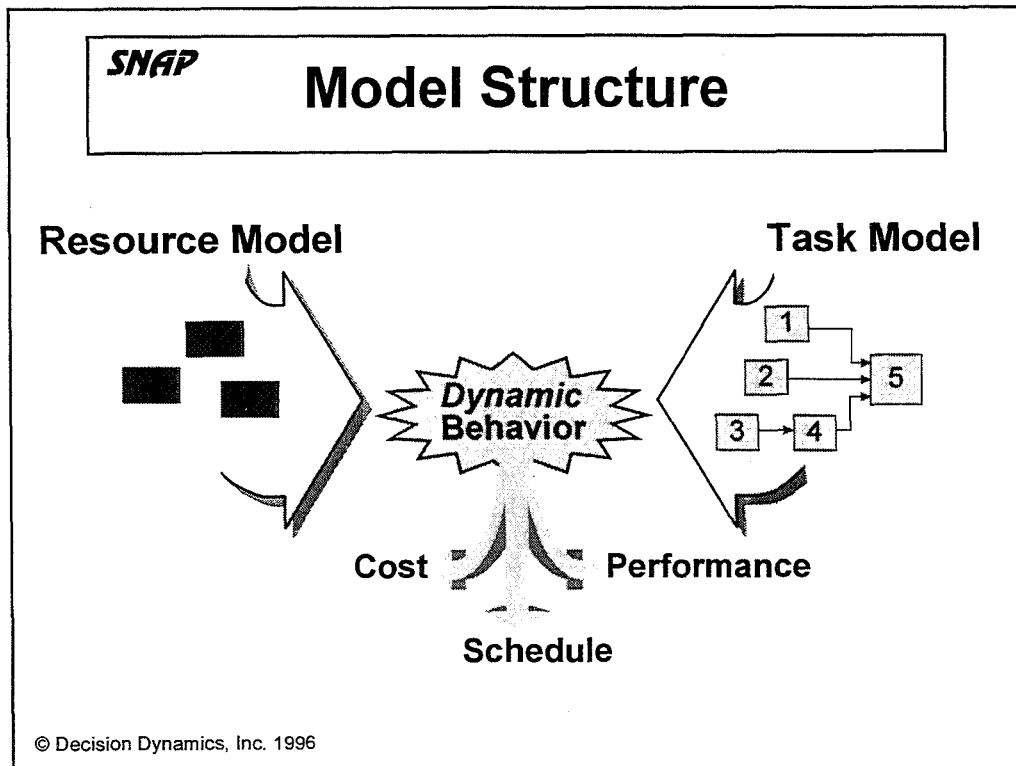 SNAP
Model Structure
Resource Model
Task Model
1
2
5
3
4
Dynamic
Behavior
Cost
Performance
Schedule
© Decision Dynamics, Inc. 1996